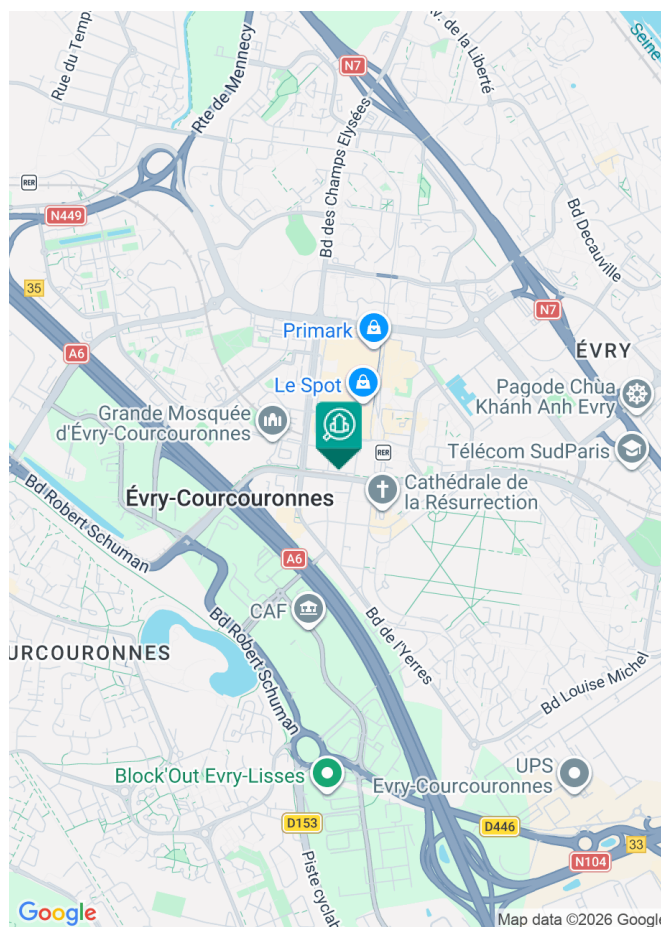 Seine
Rue du Temp
N7
v. de la Liberté
Rte de Mennecy
Bd des Champs Elysées
RER
N449
Bd Decauville
35
N7
Primark
A6
ÉVRY
Le Spot
Pagode Chùa
Khánh Anh Evry
Grande Mosquée
d'Évry-Courcouronnes
RER
Télécom SudParis
Cathédrale de
la Résurrection
Évry-Courcouronnes
Bd Robert Schuman
A6
CAF
Bd Robert Schuman
Bd de l'Yerres
URCOURONNES
Bd Louise Michel
Block'Out Evry-Lisses
UPS
Evry-Courcouronnes
D153
D446
33
N104
Piste cyclab
Google
Map data ©2026 Google